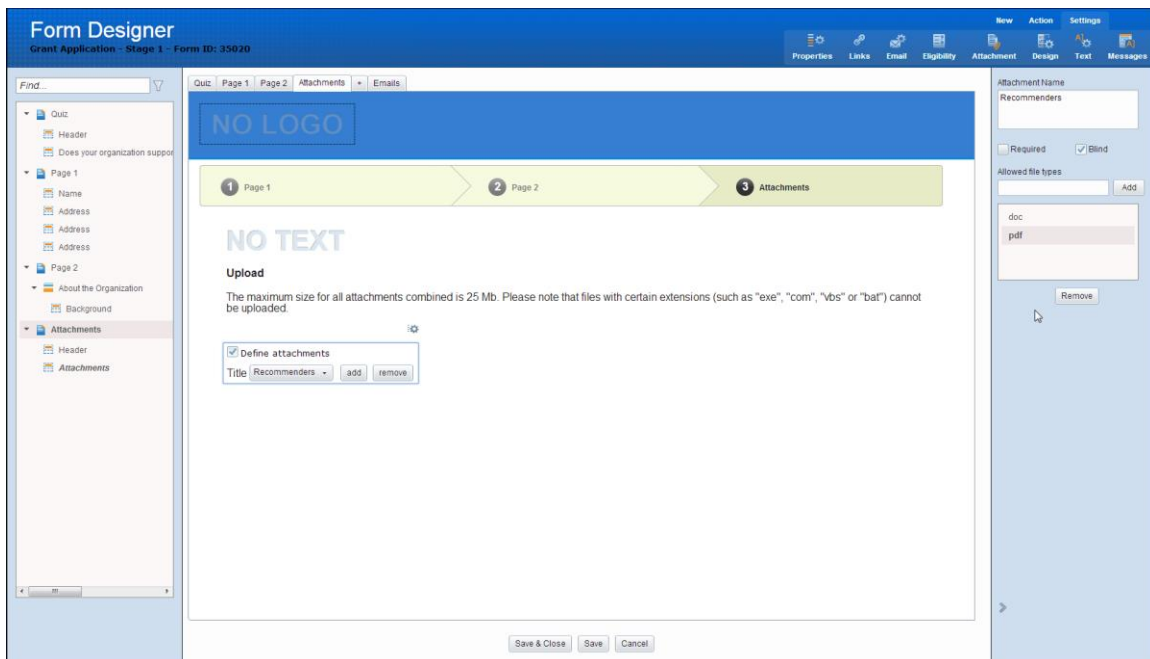 Form Designer
Grant Application - Stage 1 - Form ID: 35020
New Action Settings
Properties Links Email Eligibility Attachment Design Text Messages
Find...
Quiz
Header
Does your organization suppor
Page 1
Name
Address
Address
Address
Page 2
About the Organization
Background
Attachments
Header
Attachments
Quiz Page 1 Page 2 Attachments + Emails
NO LOGO
1 Page 1 2 Page 2 3 Attachments
NO TEXT
Upload
The maximum size for all attachments combined is 25 Mb. Please note that files with certain extensions (such as "exe", "com", "vbs" or "bat") cannot
be uploaded.
Define attachments
Title Recommenders add remove
Save & Close Save Cancel
Attachment Name
Recommenders
Required Blind
Allowed file types
Add
doc
pdf
Remove